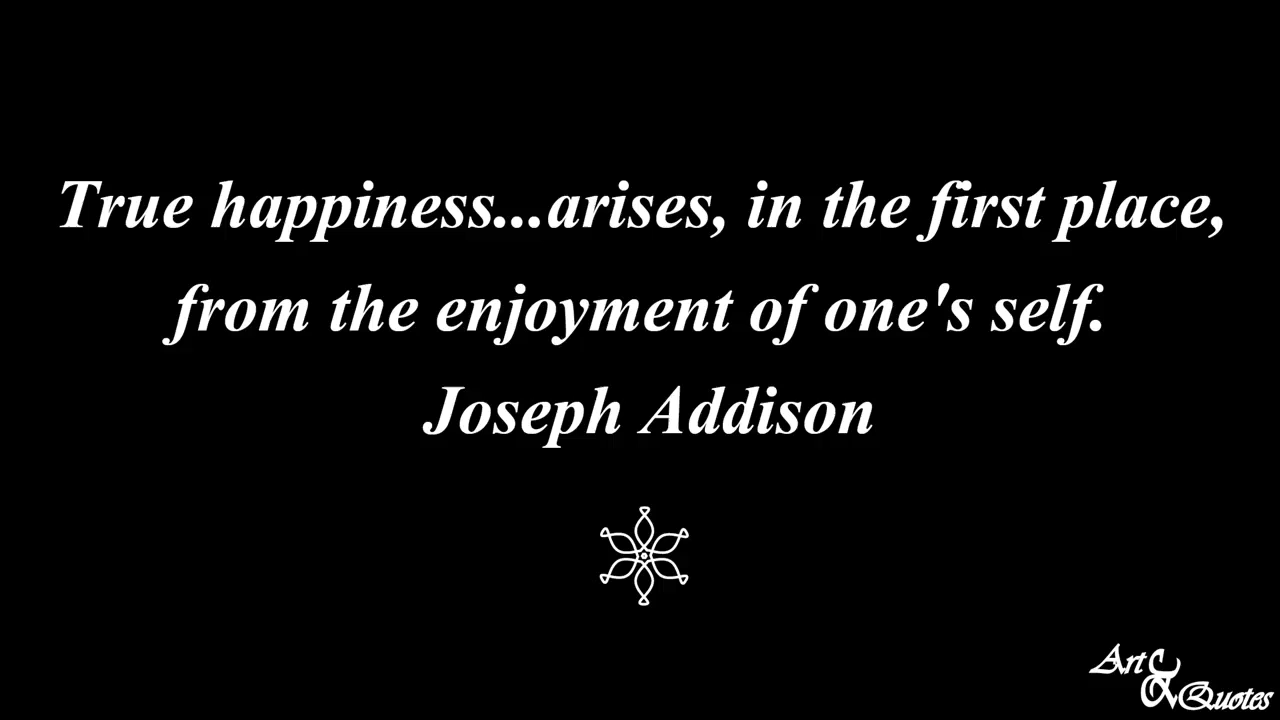 True happiness...arises, in the first place,
from the enjoyment of one's self.
Joseph Addison
Art &
Quotes